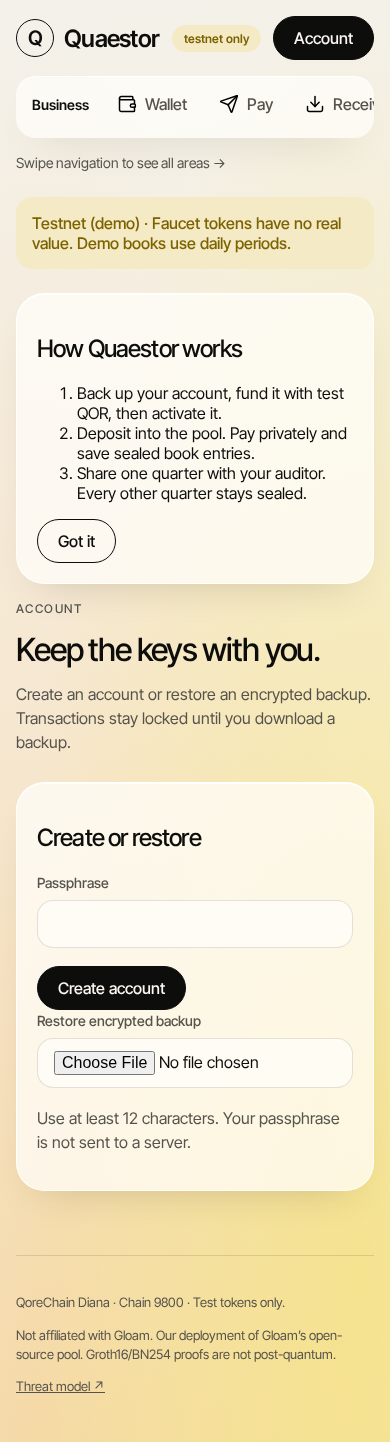 Q Quaestor testnet only Account
Business Wallet Pay Receiv
Swipe navigation to see all areas →
Testnet (demo) · Faucet tokens have no real
value. Demo books use daily periods.
How Quaestor works
1. Back up your account, fund it with test
QOR, then activate it.
2. Deposit into the pool. Pay privately and
save sealed book entries.
3. Share one quarter with your auditor.
Every other quarter stays sealed.
Got it
ACCOUNT
Keep the keys with you.
Create an account or restore an encrypted backup.
Transactions stay locked until you download a
backup.
Create or restore
Passphrase
Create account
Restore encrypted backup
Choose File No file chosen
Use at least 12 characters. Your passphrase
is not sent to a server.
QoreChain Diana · Chain 9800 · Test tokens only.
Not affiliated with Gloam. Our deployment of Gloam’s open-
source pool. Groth16/BN254 proofs are not post-quantum.
Threat model ↗